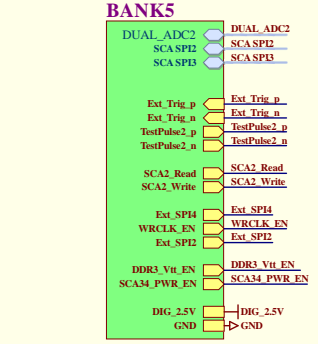 BANK5
DUAL_ADC2 DUAL_ADC2
SCA SPI2 SCA SPI2
SCA SPI3 SCA SPI3
Ext_Trig_p Ext_Trig_p
Ext_Trig_n Ext_Trig_n
TestPulse2_p TestPulse2_p
TestPulse2_n TestPulse2_n
SCA2_Read SCA2_Read
SCA2_Write SCA2_Write
Ext_SPI4 Ext_SPI4
WRCLK_EN WRCLK_EN
Ext_SPI2 Ext_SPI2
DDR3_Vtt_EN DDR3_Vtt_EN
SCA34_PWR_EN SCA34_PWR_EN
DIG_2.5V DIG_2.5V
GND GND